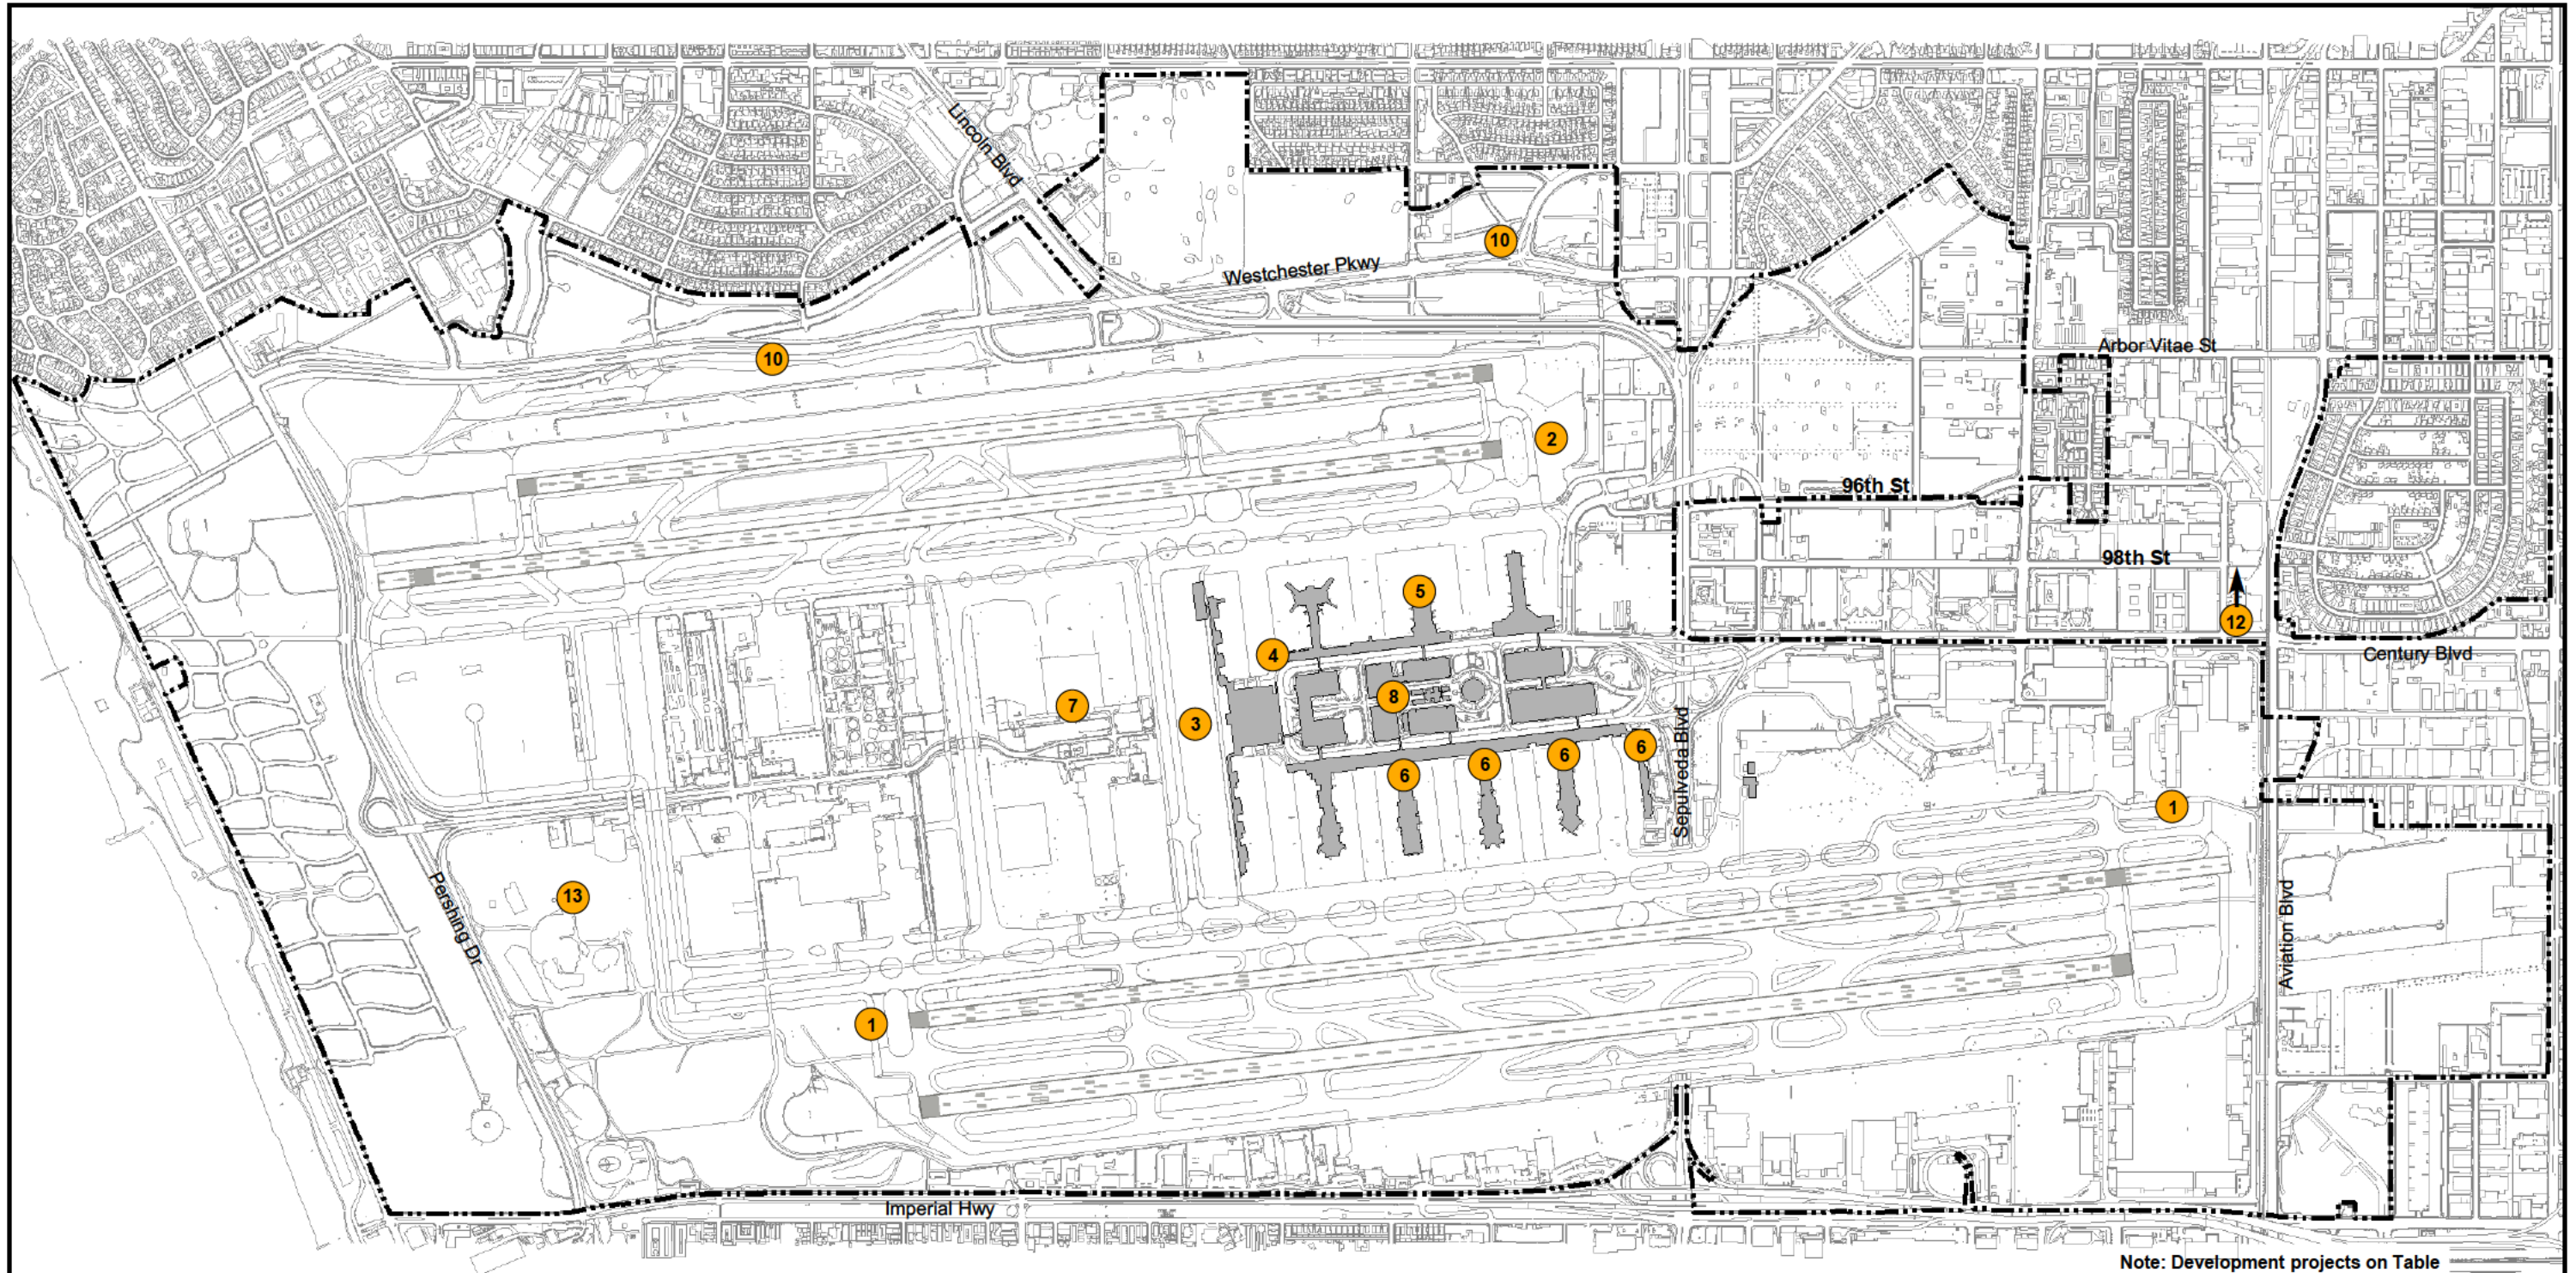 Lincoln Blvd
10
Westchester Pkwy
10
Arbor Vitae St
2
96th St
98th St
5
12
4
Century Blvd
8
7
3
6
6
6
6
Sepulveda Blvd
1
13
Pershing Dr
Aviation Blvd
1
Imperial Hwy
Note: Development projects on Table